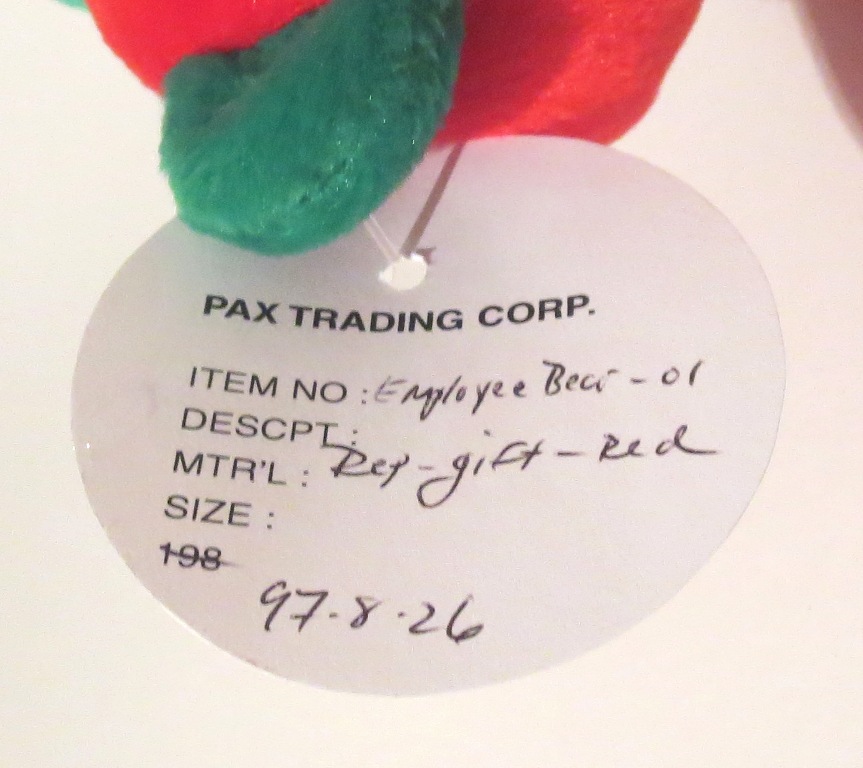 PAX TRADING CORP.
ITEM NO : Employee Bear - 01
DESCPT :
MTR'L : Rep - gift - Red
SIZE :
198
97.8.26